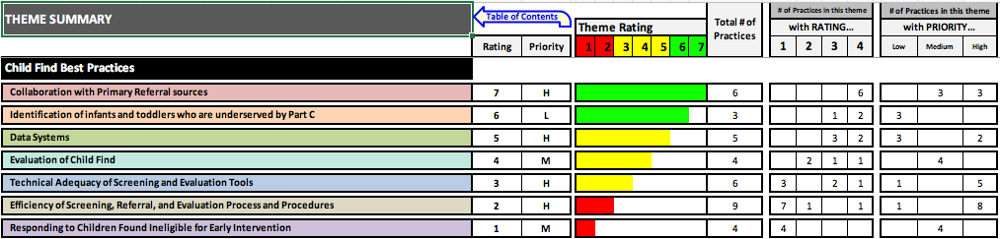 THEME SUMMARY
Table of Contents
Theme Rating
Total # of Practices
# of Practices in this theme
# of Practices in this theme
with RATING...
with PRIORITY...
Rating Priority 1 2 3 4 5 6 7 1 2 3 4 Low Medium High
Child Find Best Practices
Collaboration with Primary Referral sources 7 H 6 6 3 3
Identification of infants and toddlers who are underserved by Part C 6 L 3 1 2 3
Data Systems 5 H 5 3 2 3 2
Evaluation of Child Find 4 M 4 2 1 1 4
Technical Adequacy of Screening and Evaluation Tools 3 H 6 3 2 1 1 5
Efficiency of Screening, Referral, and Evaluation Process and Procedures 2 H 9 7 1 1 1 8
Responding to Children Found Ineligible for Early Intervention 1 M 4 4 4